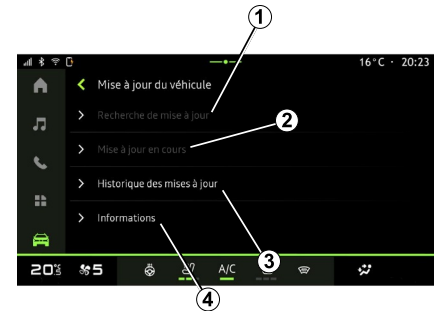 1
16°C · 20:23
Mise à jour du véhicule
Recherche de mise à jour
2
Mise à jour en cours
Historique des mises à jour
Informations
3
20°5 5 A/C
4